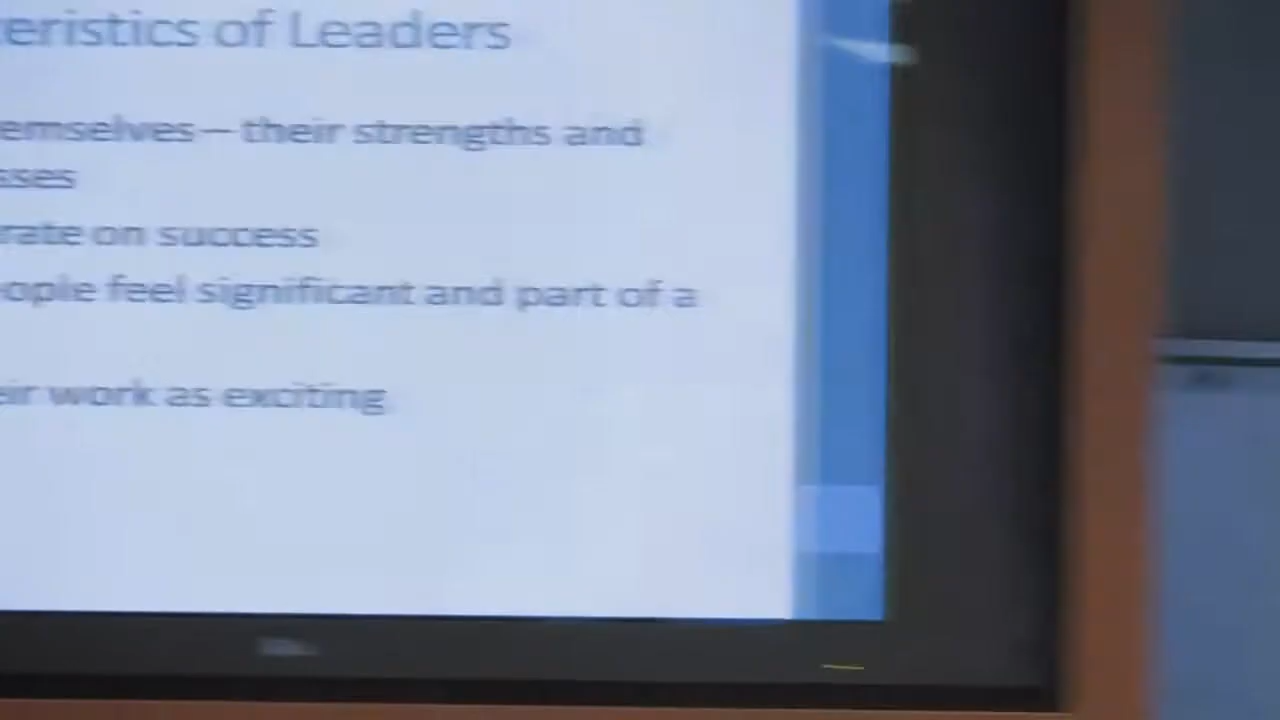 eristics of Leaders
emselves – their strengths and
sses
rate on success
ople feel significant and part of a
eir work as exciting